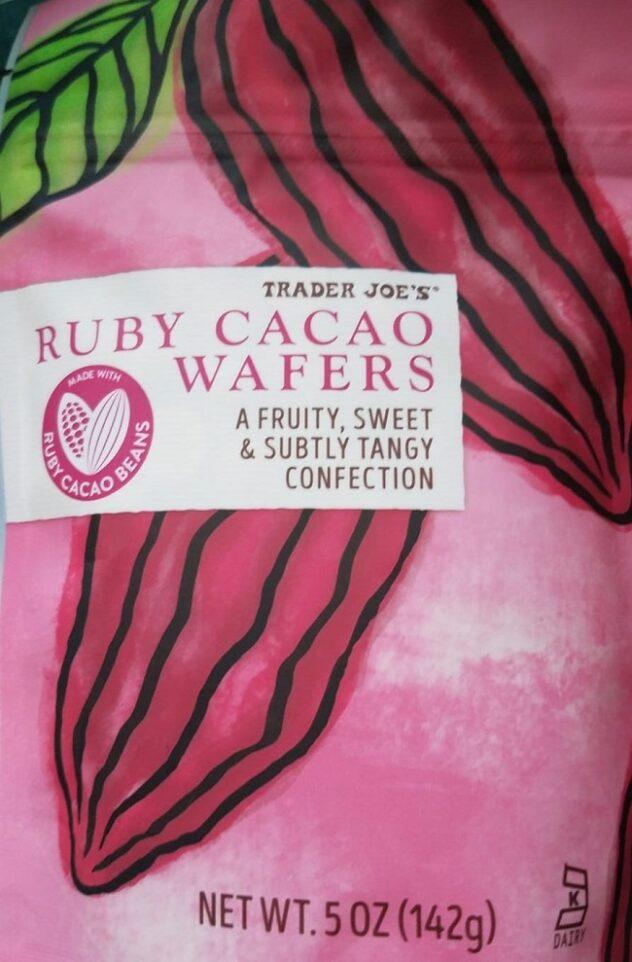 TRADER JOE'S
RUBY CACAO
WAFERS
MADE WITH
RUBY CACAO BEANS
A FRUITY, SWEET
& SUBTLY TANGY
CONFECTION
NET WT. 5 OZ (142g)
K
DAIRY